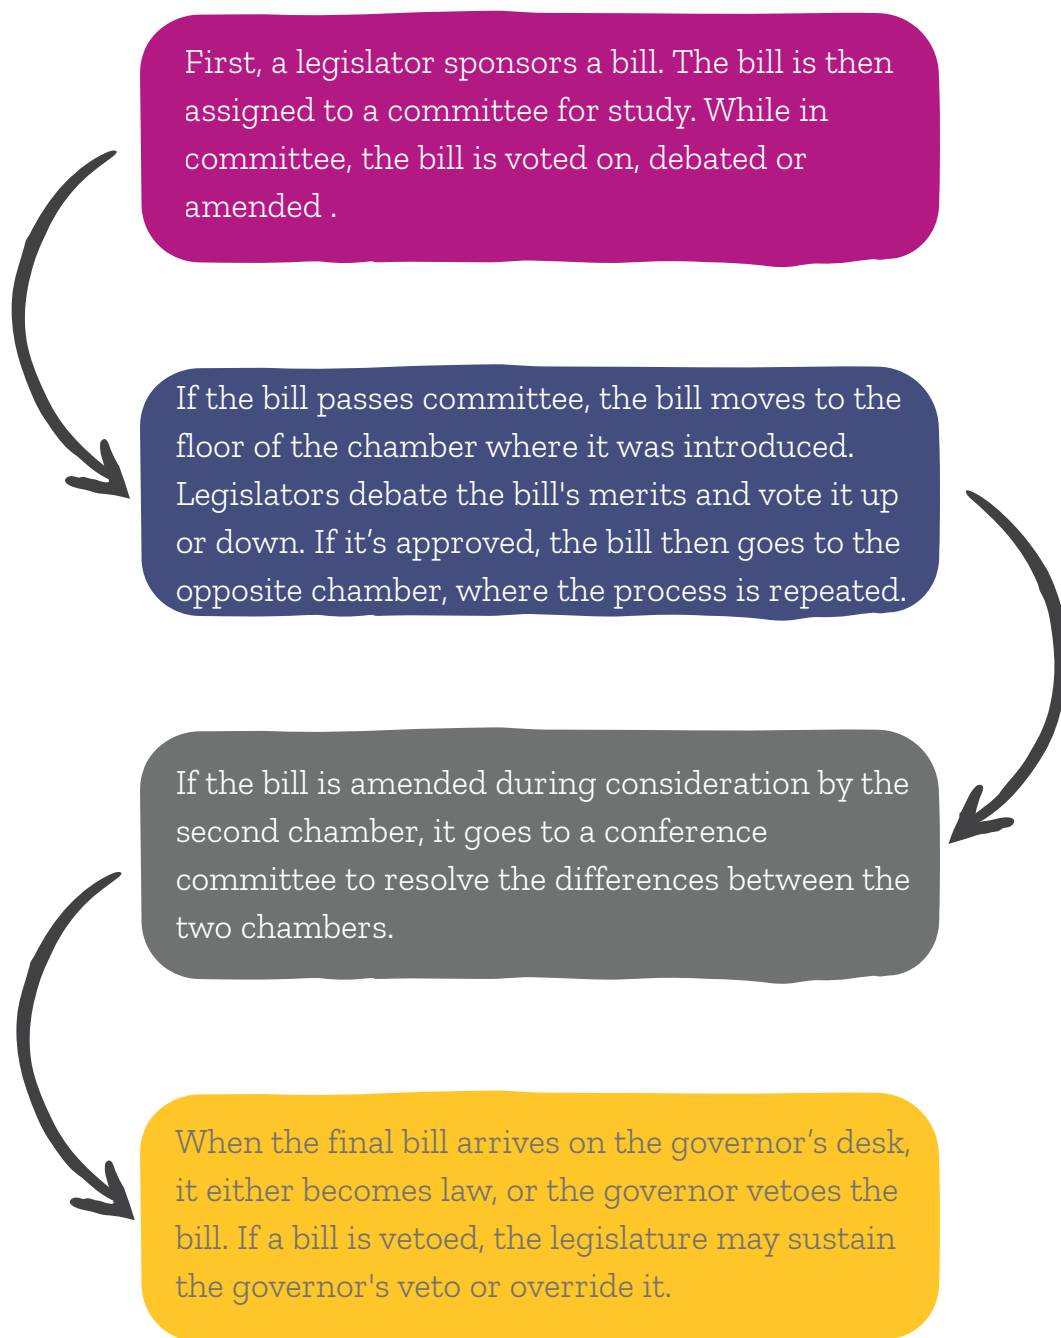 First, a legislator sponsors a bill. The bill is then
assigned to a committee for study. While in
committee, the bill is voted on, debated or
amended .
If the bill passes committee, the bill moves to the
floor of the chamber where it was introduced.
Legislators debate the bill's merits and vote it up
or down. If it’s approved, the bill then goes to the
opposite chamber, where the process is repeated.
If the bill is amended during consideration by the
second chamber, it goes to a conference
committee to resolve the differences between the
two chambers.
When the final bill arrives on the governor’s desk,
it either becomes law, or the governor vetoes the
bill. If a bill is vetoed, the legislature may sustain
the governor's veto or override it.